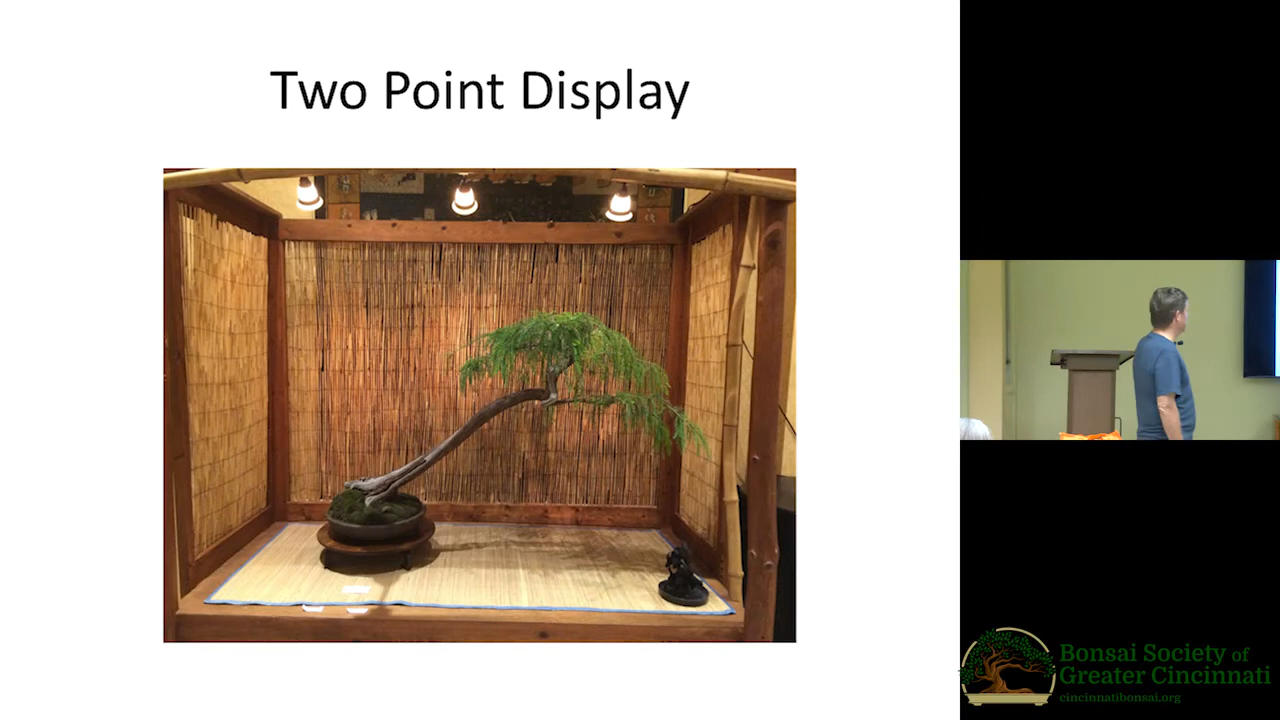 Two Point Display
Bonsai Society of
Greater Cincinnati
cincinnatibonsai.org